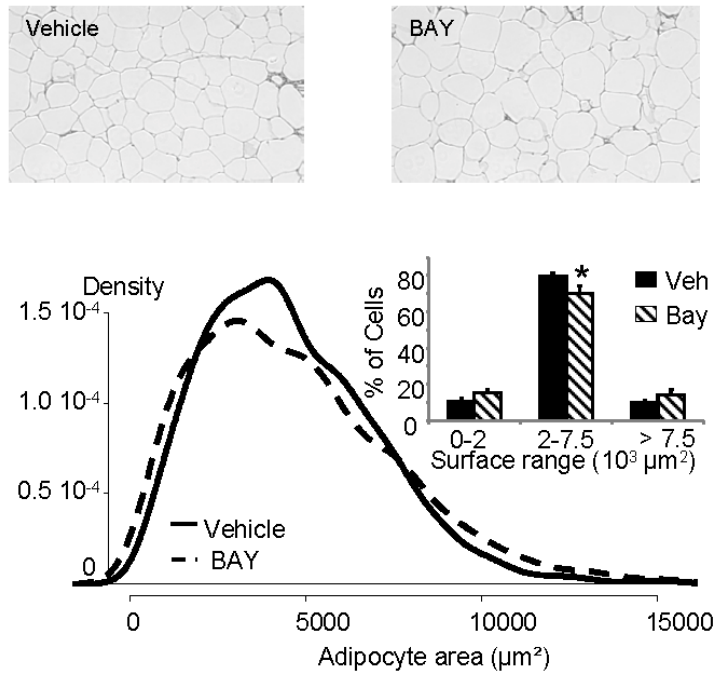 Vehicle
BAY
Density
1.5 10⁻⁴
1.0 10⁻⁴
0.5 10⁻⁴
0
Vehicle
BAY
0 5000 10000 15000
Adipocyte area (µm²)
% of Cells
80
60
40
20
0
*
Veh
Bay
0-2 2-7.5 > 7.5
Surface range (10³ µm²)